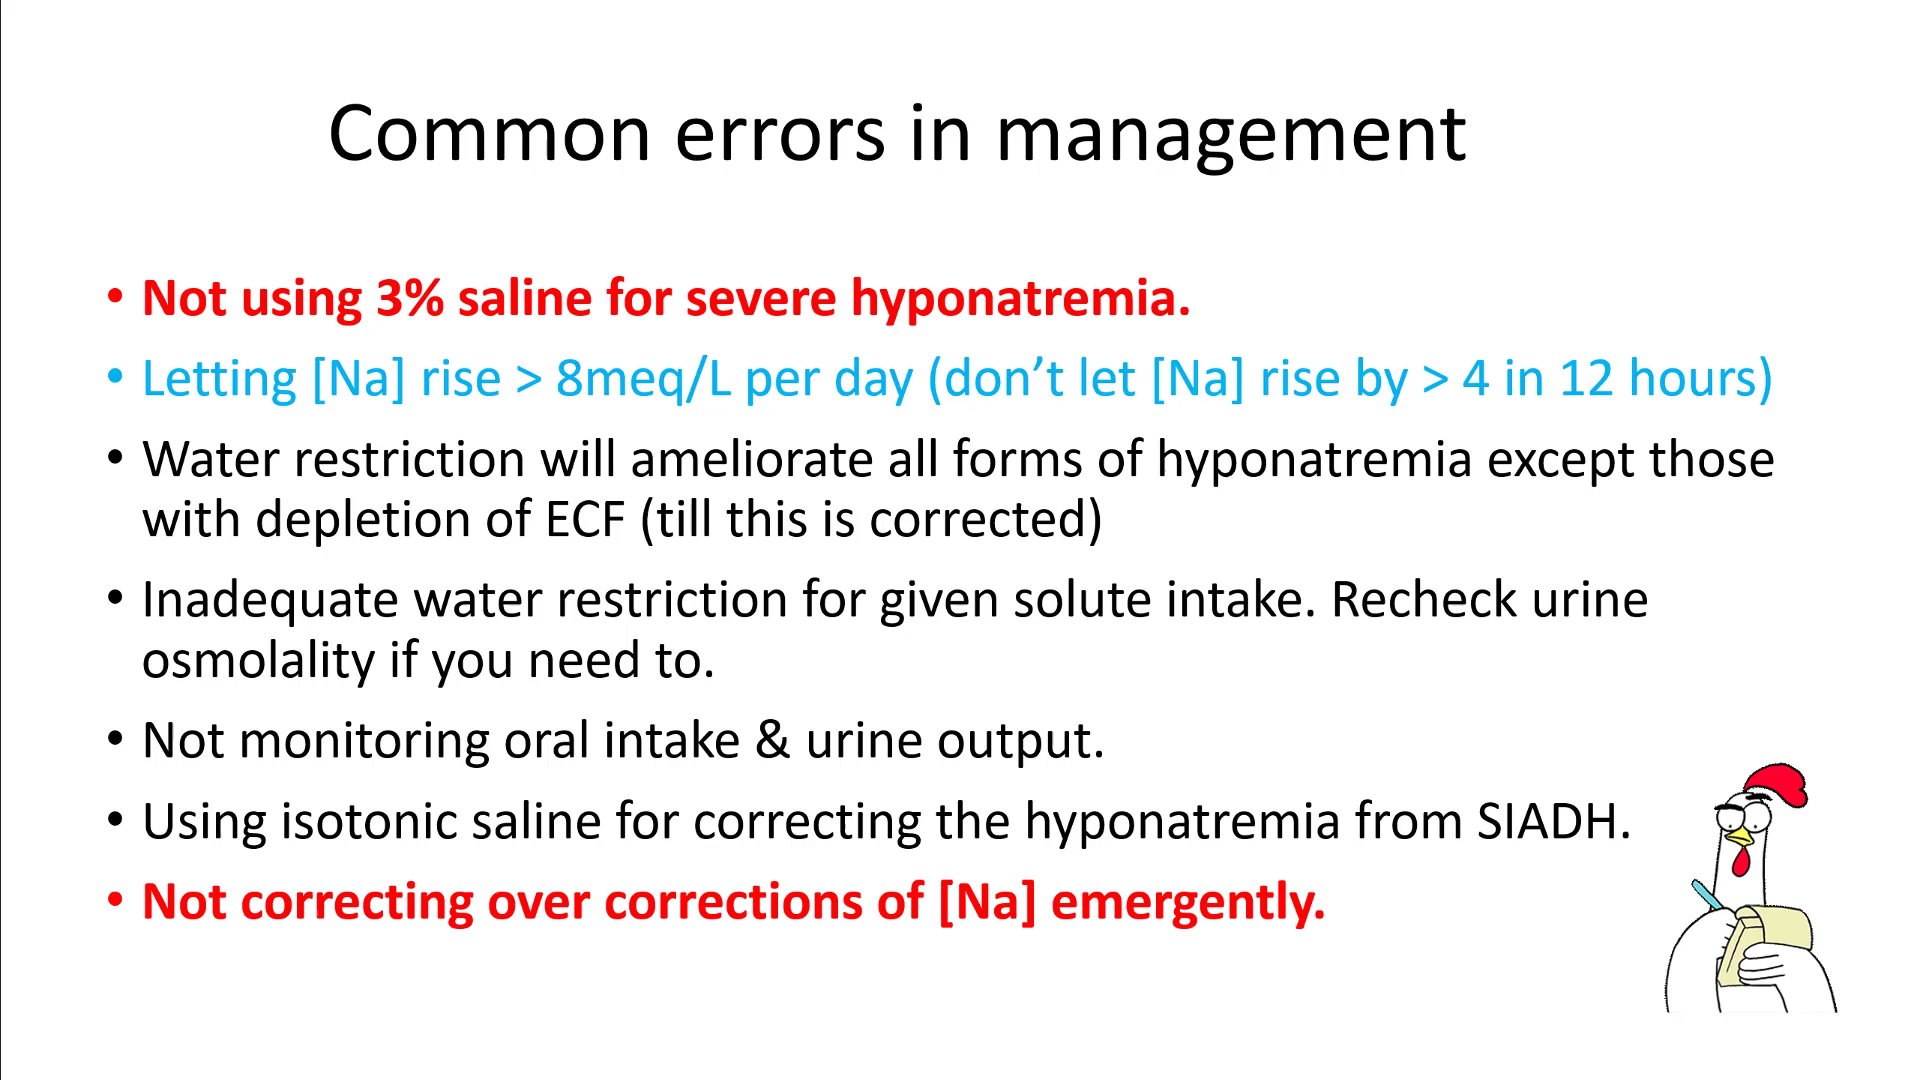 Common errors in management
• Not using 3% saline for severe hyponatremia.
• Letting [Na] rise > 8meq/L per day (don’t let [Na] rise by > 4 in 12 hours)
• Water restriction will ameliorate all forms of hyponatremia except those
with depletion of ECF (till this is corrected)
• Inadequate water restriction for given solute intake. Recheck urine
osmolality if you need to.
• Not monitoring oral intake & urine output.
• Using isotonic saline for correcting the hyponatremia from SIADH.
• Not correcting over corrections of [Na] emergently.